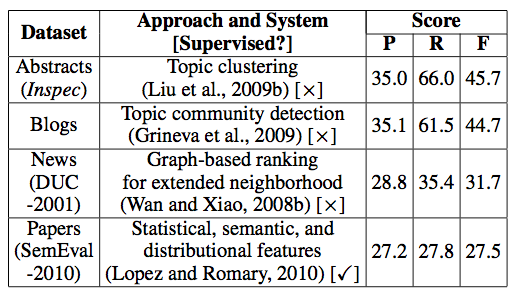 Dataset Approach and System [Supervised?] Score
P R F
Abstracts (Inspec) Topic clustering (Liu et al., 2009b) [×] 35.0 66.0 45.7
Blogs Topic community detection (Grineva et al., 2009) [×] 35.1 61.5 44.7
News (DUC -2001) Graph-based ranking for extended neighborhood (Wan and Xiao, 2008b) [×] 28.8 35.4 31.7
Papers (SemEval -2010) Statistical, semantic, and distributional features (Lopez and Romary, 2010) [✓] 27.2 27.8 27.5